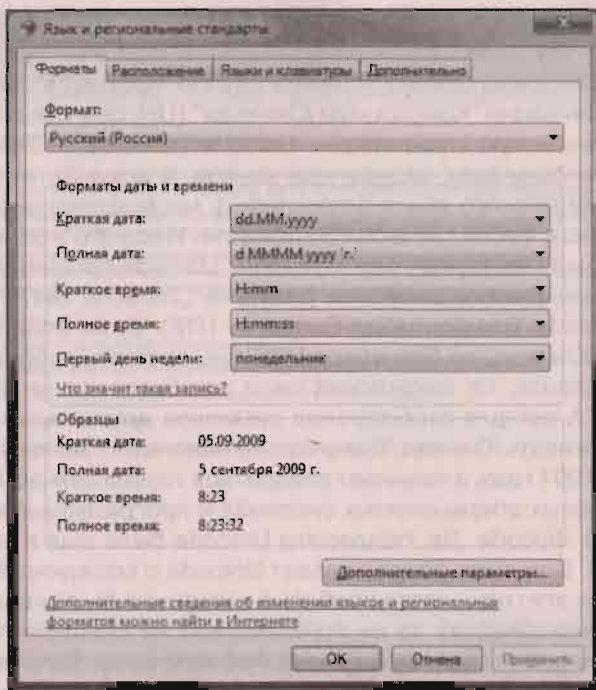 Язык и региональные стандарты
Форматы Расположение Языки и клавиатуры Дополнительно
Формат:
Русский (Россия)
Форматы даты и времени
Краткая дата: dd.MM.yyyy
Полная дата: d MMMM yyyy 'г.'
Краткое время: H:mm
Полное время: H:mm:ss
Первый день недели: понедельник
Что значит такая запись?
Образцы
Краткая дата: 05.09.2009
Полная дата: 5 сентября 2009 г.
Краткое время: 8:23
Полное время: 8:23:32
Дополнительные параметры...
Дополнительные сведения об изменении языков и региональных
форматов можно найти в Интернете
ОК Отмена Применить